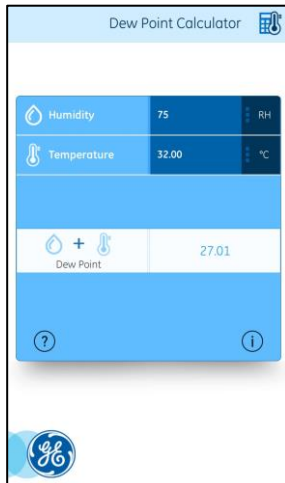 Dew Point Calculator
Humidity 75 RH
Temperature 32.00 °C
+
Dew Point 27.01
? i
GE